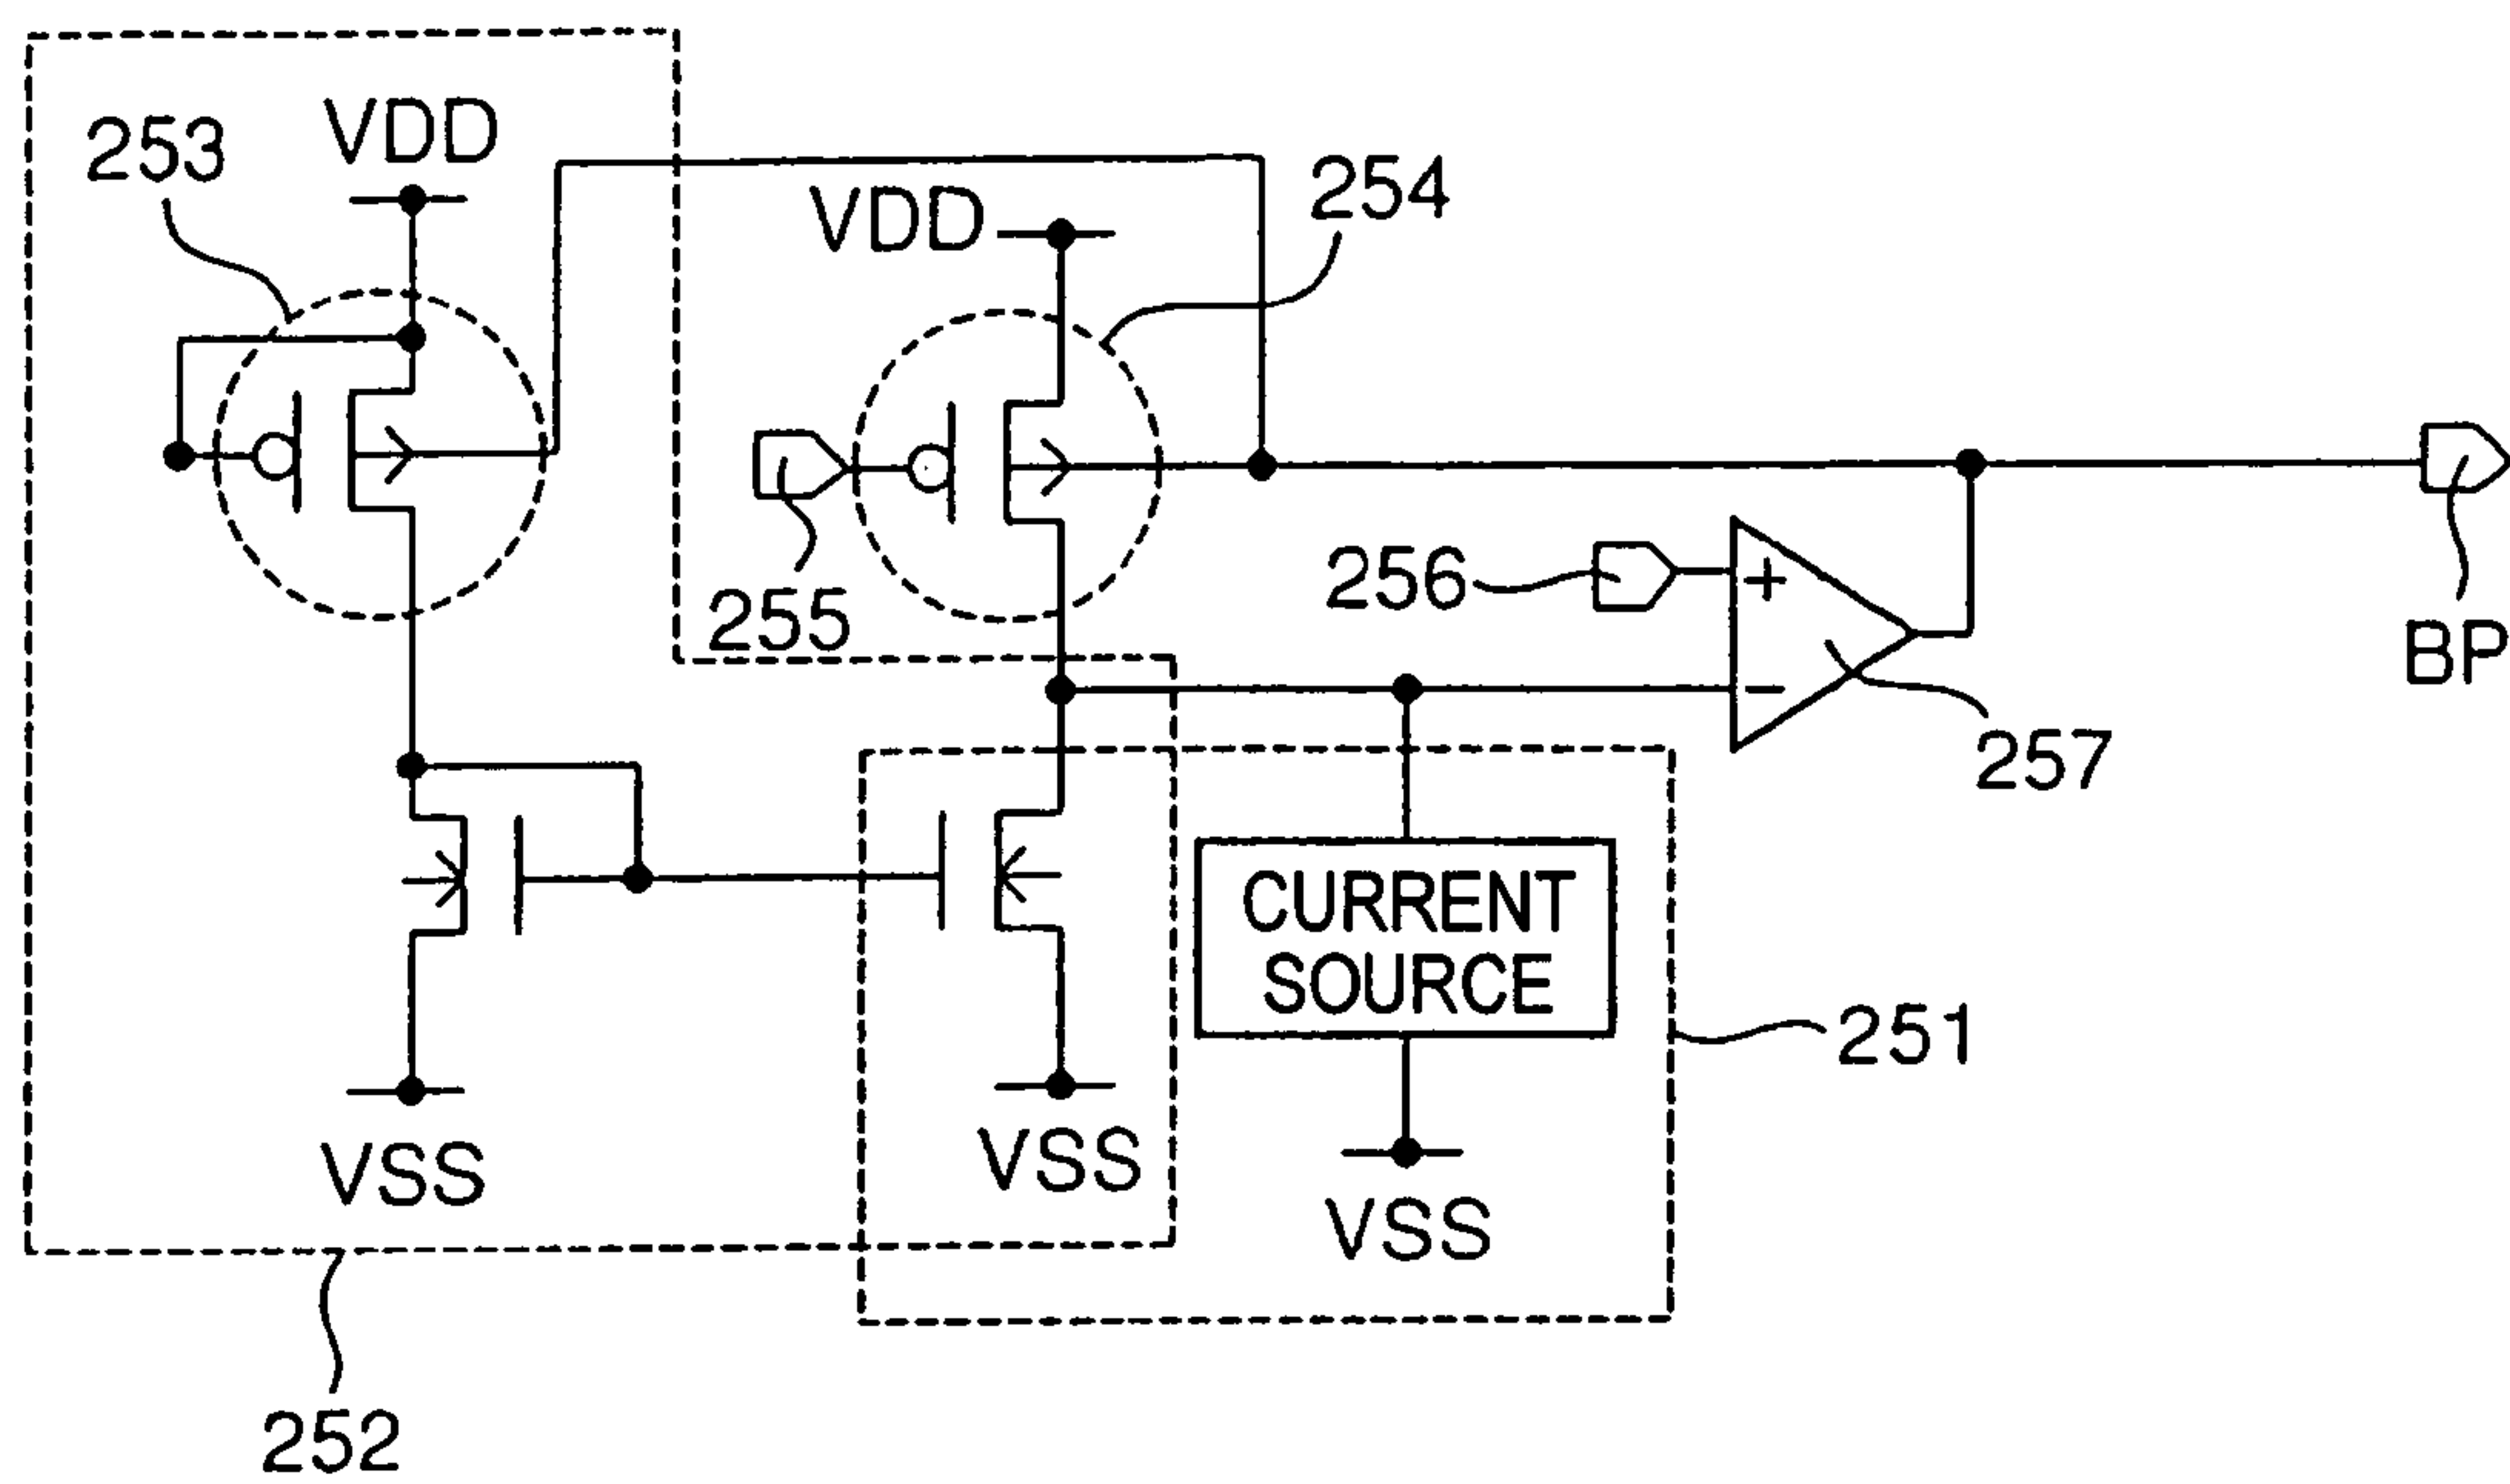 253
VDD
VDD
254
255
256
+
−
BP
257
CURRENT
SOURCE
251
VSS
VSS
VSS
252